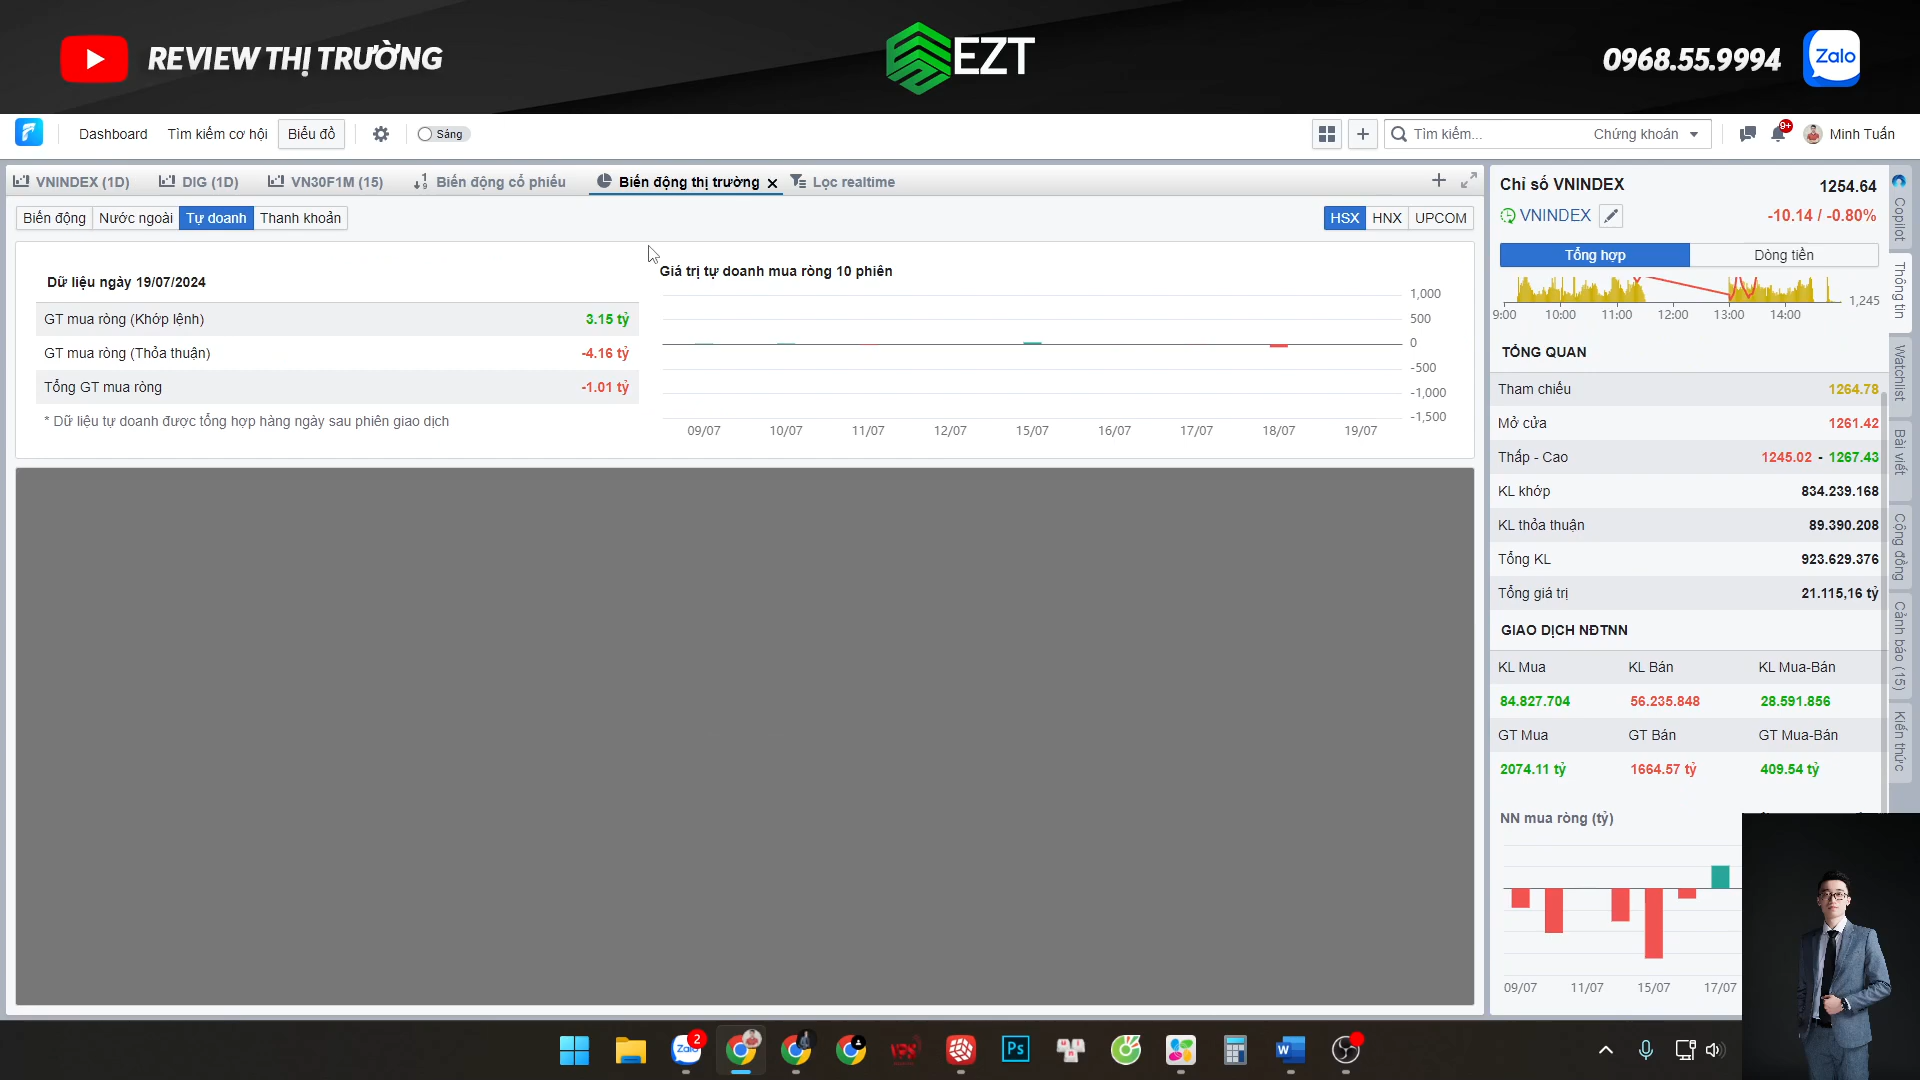 REVIEW THỊ TRƯỜNG
EZT
0968.55.9994
Zalo
Dashboard
Tìm kiếm cơ hội
Biểu đồ
Sáng
Tìm kiếm...
Chứng khoán
9+
Minh Tuấn
VNINDEX (1D)
DIG (1D)
VN30F1M (15)
Biến động cổ phiếu
Biến động thị trường
Lọc realtime
Biến động
Nước ngoài
Tự doanh
Thanh khoản
HSX
HNX
UPCOM
Dữ liệu ngày 19/07/2024
GT mua ròng (Khớp lệnh) 3.15 tỷ
GT mua ròng (Thỏa thuận) -4.16 tỷ
Tổng GT mua ròng -1.01 tỷ
* Dữ liệu tự doanh được tổng hợp hàng ngày sau phiên giao dịch
Giá trị tự doanh mua ròng 10 phiên
1,000
500
0
-500
-1,000
-1,500
09/07 10/07 11/07 12/07 15/07 16/07 17/07 18/07 19/07
Chỉ số VNINDEX 1254.64
VNINDEX -10.14 / -0.80%
Tổng hợp
Dòng tiền
1,245
9:00 10:00 11:00 12:00 13:00 14:00
TỔNG QUAN
Tham chiếu 1264.78
Mở cửa 1261.42
Thấp - Cao 1245.02 - 1267.43
KL khớp 834.239.168
KL thỏa thuận 89.390.208
Tổng KL 923.629.376
Tổng giá trị 21.115,16 tỷ
GIAO DỊCH NĐTNN
KL Mua KL Bán KL Mua-Bán
84.827.704 56.235.848 28.591.856
GT Mua GT Bán GT Mua-Bán
2074.11 tỷ 1664.57 tỷ 409.54 tỷ
NN mua ròng (tỷ)
09/07 11/07 15/07 17/07
Copilot
Thông tin
Watchlist
Bài viết
Cộng đồng
Cảnh báo (15)
Kiến thức
Zalo
2
Ps
W